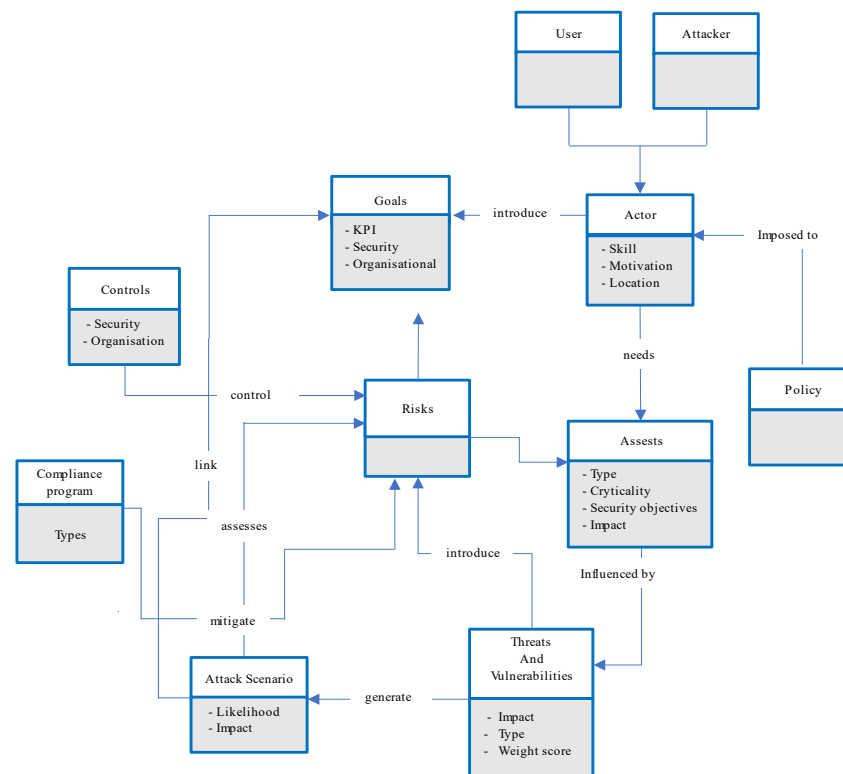 User
Attacker
Goals
- KPI
- Security
- Organisational
introduce
Actor
- Skill
- Motivation
- Location
Imposed to
Controls
- Security
- Organisation
needs
control
Risks
Policy
Assests
- Type
- Cryticality
- Security objectives
- Impact
link
Compliance
program
Types
assesses
introduce
Influenced by
mitigate
Threats
And
Vulnerabilities
- Impact
- Type
- Weight score
Attack Scenario
- Likelihood
- Impact
generate